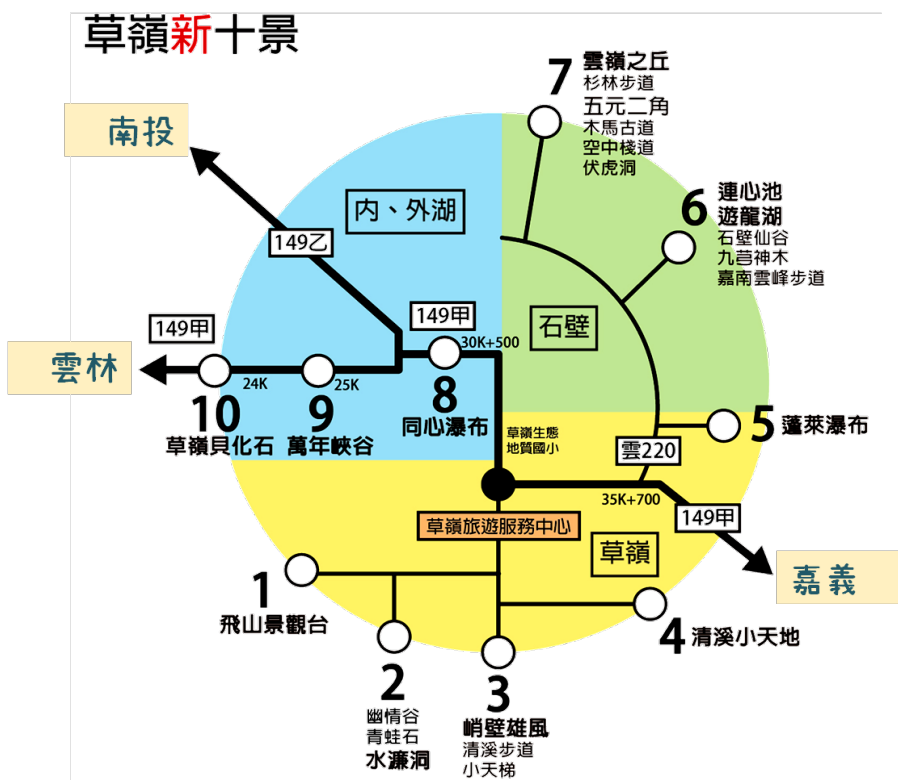 草嶺新十景
南投
7
雲嶺之丘
杉林步道
五元二角
木馬古道
空中棧道
伏虎洞
6
連心池
遊龍湖
石壁仙谷
九芎神木
嘉南雲峰步道
內、外湖
149乙
149甲
149甲
石壁
30K+500
雲林
24K
25K
8
同心瀑布
10
草嶺貝化石
9
萬年峽谷
5
蓬萊瀑布
草嶺生態
地質國小
雲220
35K+700
149甲
草嶺旅遊服務中心
草嶺
嘉義
1
飛山景觀台
4
清溪小天地
2
幽情谷
青蛙石
水濂洞
3
峭壁雄風
清溪步道
小天梯